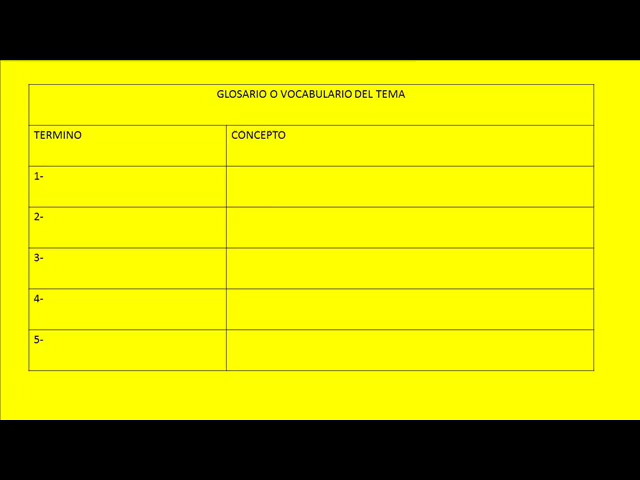 GLOSARIO O VOCABULARIO DEL TEMA
TERMINO CONCEPTO
1-
2-
3-
4-
5-